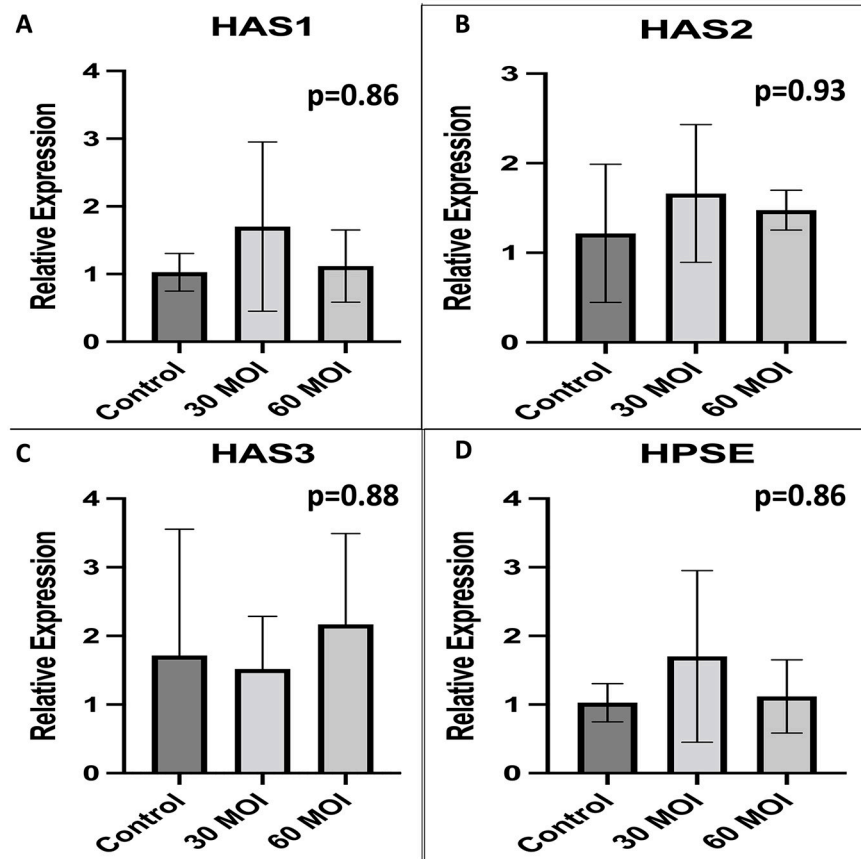 A
HAS1
p=0.86
Relative Expression
4
3
2
1
0
Control
30 MOI
60 MOI
B
HAS2
p=0.93
Relative Expression
3
2
1
0
Control
30 MOI
60 MOI
C
HAS3
p=0.88
Relative Expression
4
3
2
1
0
Control
30 MOI
60 MOI
D
HPSE
p=0.86
Relative Expression
4
3
2
1
0
Control
30 MOI
60 MOI